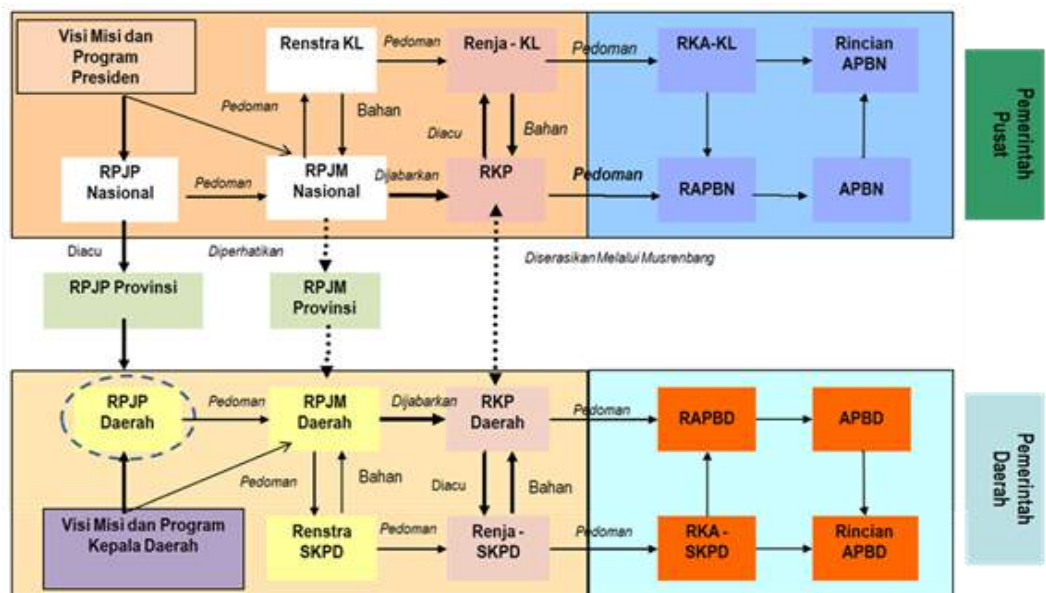 Visi Misi dan
Program
Presiden
Renstra KL
Pedoman
Renja - KL
Pedoman
RKA-KL
Rincian
APBN
Pedoman
Bahan
Diacu
Bahan
RPJP
Nasional
Pedoman
RPJM
Nasional
Dijabarkan
RKP
Pedoman
RAPBN
APBN
Pemerintah
Pusat
Diacu
Diperhatikan
Diserasikan Melalui Musrenbang
RPJP Provinsi
RPJM
Provinsi
RPJP
Daerah
Pedoman
RPJM
Daerah
Dijabarkan
RKP
Daerah
Pedoman
RAPBD
APBD
Pedoman
Bahan
Diacu
Bahan
Visi Misi dan Program
Kepala Daerah
Renstra
SKPD
Pedoman
Renja -
SKPD
Pedoman
RKA -
SKPD
Rincian
APBD
Pemerintah
Daerah